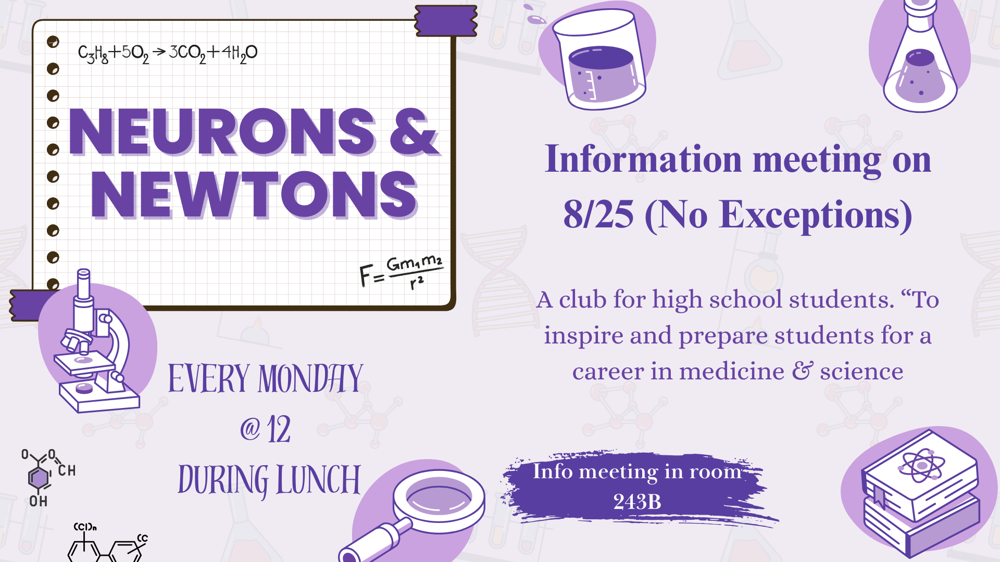 C₃H₈+5O₂→3CO₂+4H₂O
NEURONS &
NEWTONS
F=Gm₁m₂/r²
EVERY MONDAY
@ 12
DURING LUNCH
Information meeting on
8/25 (No Exceptions)
A club for high school students. “To
inspire and prepare students for a
career in medicine & science
Info meeting in room
243B
O O
CH
OH
(Cl)n
(C